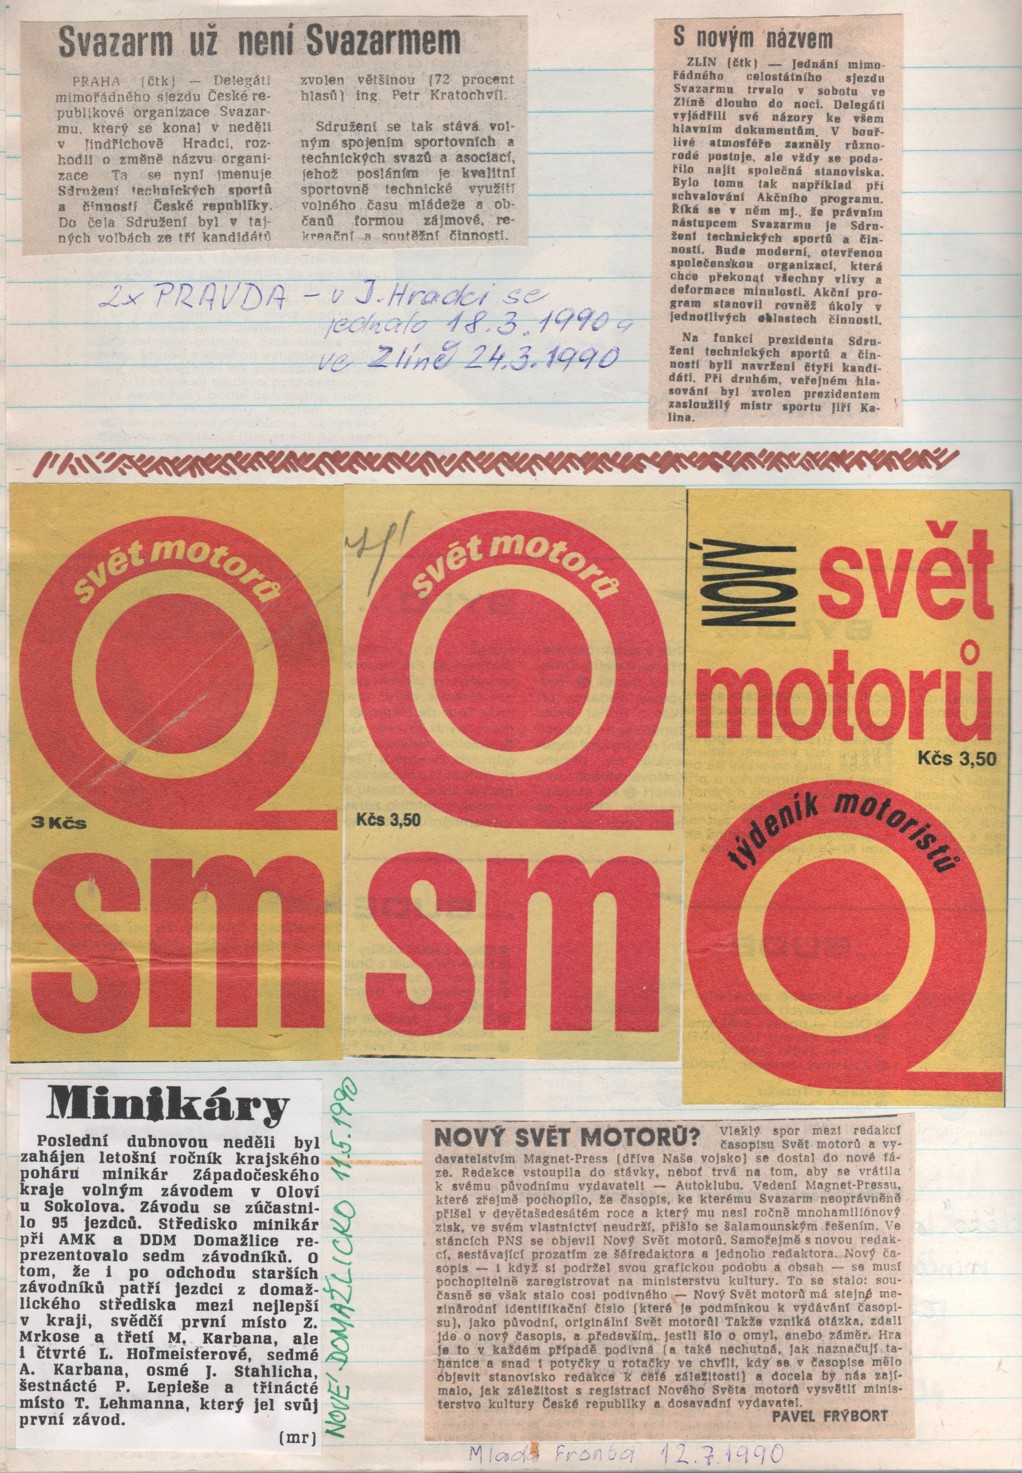 Svazarm už není Svazarmem
PRAHA (čtk) — Delegáti
mimořádného sjezdu České re-
publikové organizace Svazar-
mu, který se konal v neděli
v Jindřichově Hradci, roz-
hodli o změně názvu organi-
zace Ta se nyní jmenuje
Sdružení technických sportů
a činností České republiky.
Do čela Sdružení byl v taj-
ných volbách ze tří kandidátů
zvolen většinou (72 procent
hlasů) ing. Petr Kratochvíl.
Sdružení se tak stává vol-
ným spojením sportovních a
technických svazů a asociací,
jehož posláním je kvalitní
sportovně technické využití
volného času mládeže a ob-
čanů formou zájmové, re-
kreační a soutěžní činnosti.
S novým názvem
ZLÍN (čtk) — Jednání mimo-
řádného celostátního sjezdu
Svazarmu trvalo v sobotu ve
Zlíně dlouho do noci. Delegáti
vyjádřili své názory ke všem
hlavním dokumentům. V bouř-
livé atmosféře zazněly různo-
rodé postoje, ale vždy se poda-
řilo najít společná stanoviska.
Bylo tomu tak například při
schvalování Akčního programu.
Říká se v něm mj., že právním
nástupcem Svazarmu je Sdru-
žení technických sportů a čin-
ností. Bude moderní, otevřenou
společenskou organizací, která
chce překonat všechny vlivy a
deformace minulosti. Akční pro-
gram stanovil rovněž úkoly v
jednotlivých oblastech činnosti.
Na funkci prezidenta Sdru-
žení technických sportů a čin-
ností byli navrženi čtyři kandi-
dáti. Při druhém, veřejném hla-
sování byl zvolen prezidentem
zasloužilý mistr sportu Jiří Ka-
lina.
2x PRAVDA – v J. Hradci se
jednalo 18.3.1990 a
ve Zlíně 24.3.1990
svět motorů
3 Kčs
sm
svět motorů
Kčs 3,50
sm
NOVÝ svět
motorů
Kčs 3,50
týdeník motoristů
Minikáry
Poslední dubnovou neděli byl
zahájen letošní ročník krajského
poháru minikár Západočeského
kraje volným závodem v Oloví
u Sokolova. Závodu se zúčastni-
lo 95 jezdců. Středisko minikár
při AMK a DDM Domažlice re-
prezentovalo sedm závodníků. O
tom, že i po odchodu starších
závodníků patří jezdci z domaž-
lického střediska mezi nejlepší
v kraji, svědčí první místo Z.
Mrkose a třetí M. Karbana, ale
i čtvrté L. Hofmeisterové, sedmé
A. Karbana, osmé J. Stahlicha,
šestnácté P. Lepieše a třinácté
místo T. Lehmanna, který jel svůj
první závod.
(mr)
NOVÉ DOMAŽLICKO 11.5.1990
NOVÝ SVĚT MOTORŮ? Vleklý spor mezi redakcí
časopisu Svět motorů a vy-
davatelstvím Magnet-Press (dříve Naše vojsko) se dostal do nové fá-
ze. Redakce vstoupila do stávky, neboť trvá na tom, aby se vrátila
k svému původnímu vydavateli — Autoklubu. Vedení Magnet-Pressu,
které zřejmě pochopilo, že časopis, ke kterému Svazarm neoprávněně
přišel v devětašedesátém roce a který mu nesl ročně mnohamiliónový
zisk, ve svém vlastnictví neudrží, přišlo se šalamounským řešením. Ve
stáncích PNS se objevil Nový Svět motorů. Samořejmě s novou redak-
cí, sestávající prozatím ze šéfredaktora a jednoho redaktora. Nový ča-
sopis — i když si podržel svou grafickou podobu a obsah — se musí
pochopitelně zaregistrovat na ministerstvu kultury. To se stalo: sou-
časně se však stalo cosi podivného — Nový Svět motorů má stejné me-
zinárodní identifikační číslo (které je podmínkou k vydávání časopi-
su), jako původní, originální Svět motorů! Takže vzniká otázka, zdali
jde o nový časopis, a především, jestli šlo o omyl, anebo záměr. Hra
je to v každém případě podivná (a také nechutná, jak naznačují ta-
hanice a snad i potyčky u rotačky ve chvíli, kdy se v časopise mělo
objevit stanovisko redakce k celé záležitosti) a docela by nás zají-
malo, jak záležitost s registrací Nového Světa motorů vysvětlí minis-
terstvo kultury České republiky a dosavadní vydavatel.
PAVEL FRÝBORT
Mladá Fronta 12.7.1990